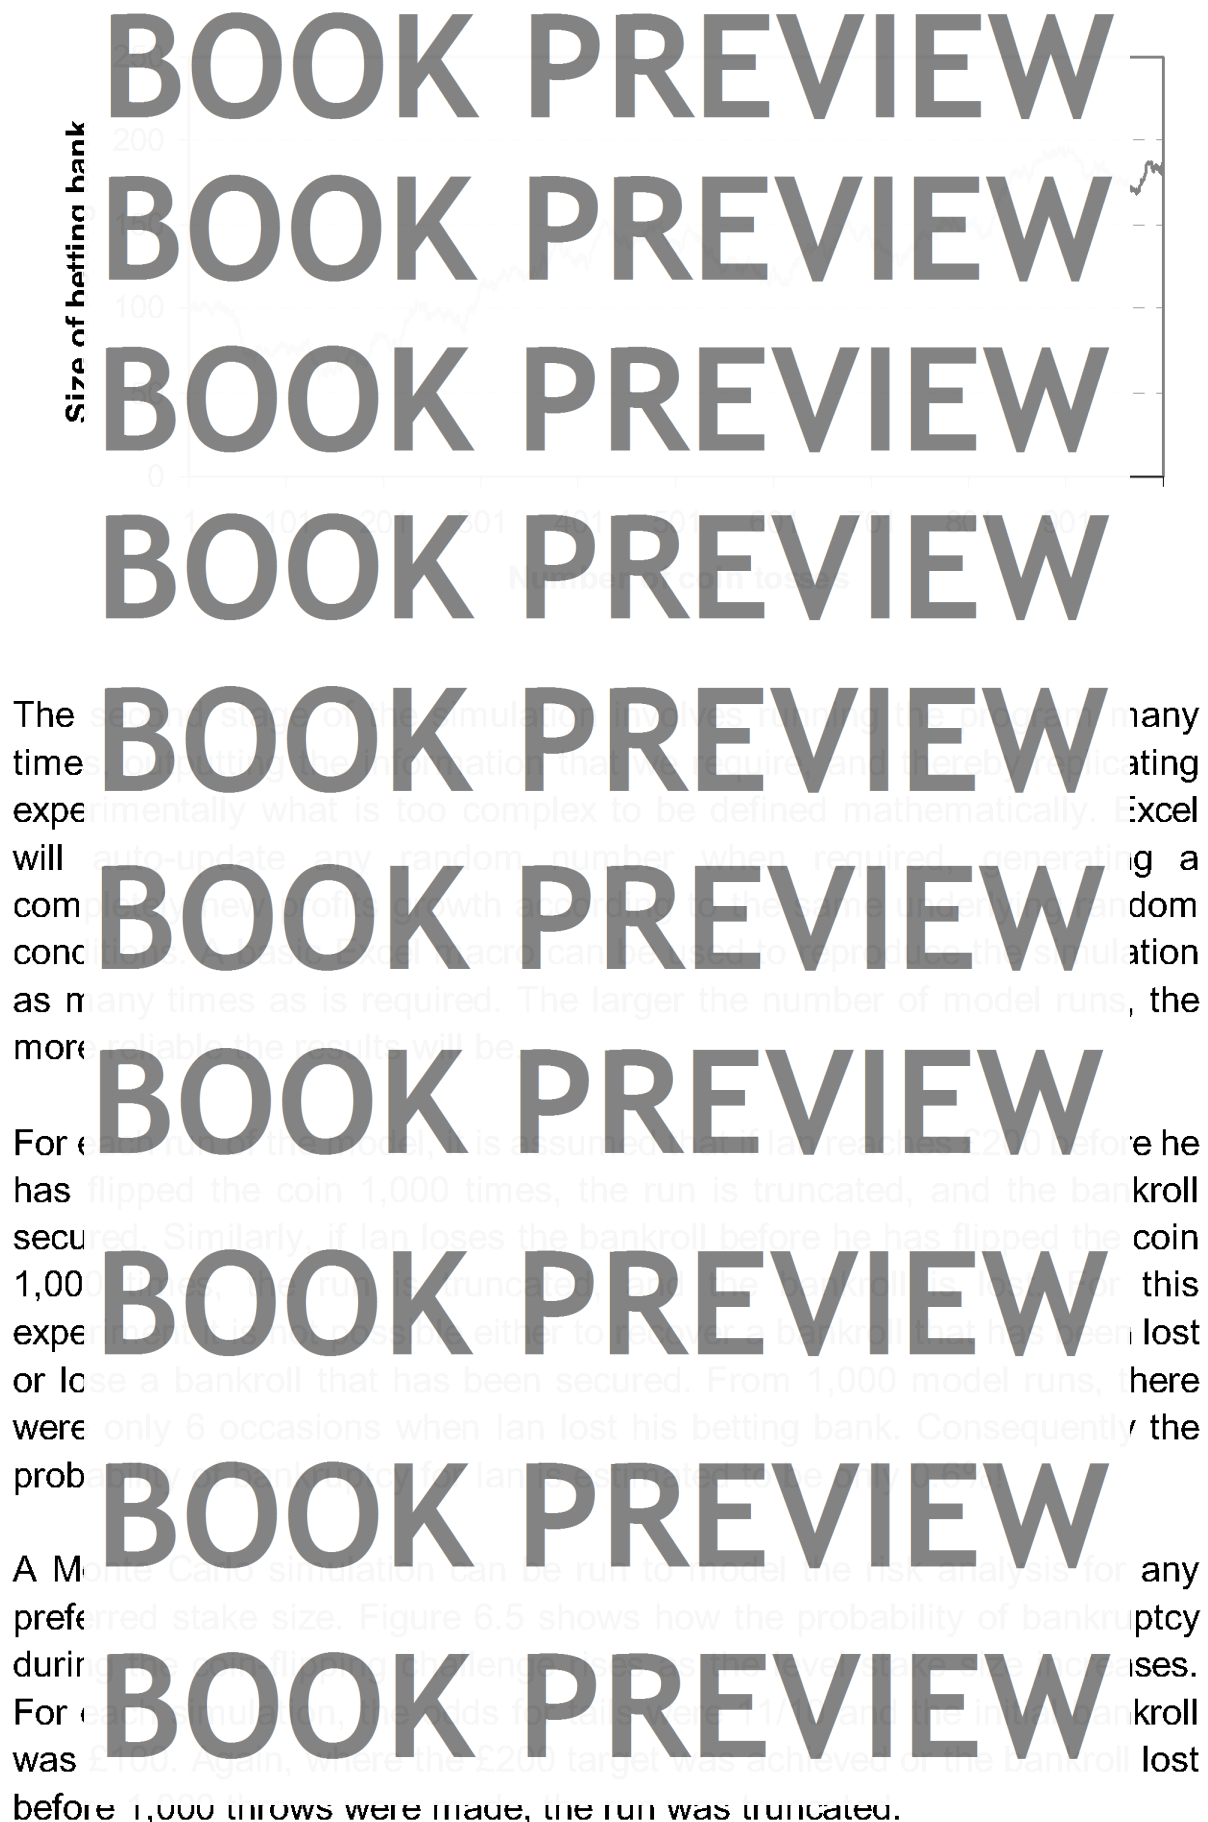 BOOK PREVIEW
250
200
BOOK PREVIEW
150
100
BOOK PREVIEW
50
0
Size of betting bank
BOOK PREVIEW
1 101 201 301 401 501 601 701 801 901
Number of coin tosses
BOOK PREVIEW
The second stage of the simulation involves running the program many
times, outputting the information that we require, and thereby replicating
experimentally what is too complex to be defined mathematically. Excel
will auto-update any random number when required, generating a
BOOK PREVIEW
completely new profits growth according to the same underlying random
conditions. A basic Excel macro can be used to reproduce the simulation
as many times as is required. The larger the number of model runs, the
more reliable the results will be.
BOOK PREVIEW
For each run of the model, it is assumed that if Ian reaches £200 before he
has flipped the coin 1,000 times, the run is truncated, and the bankroll
secured. Similarly, if Ian loses the bankroll before he has flipped the coin
BOOK PREVIEW
1,000 times, the run is truncated, and the bankroll is lost. For this
experiment it is not possible either to recover a bankroll that has been lost
or lose a bankroll that has been secured. From 1,000 model runs, there
were only 6 occasions when Ian lost his betting bank. Consequently the
probability of bankruptcy for Ian is estimated to be only 0.6%!
BOOK PREVIEW
A Monte Carlo simulation can be run to model the risk analysis for any
preferred stake size. Figure 6.5 shows how the probability of bankruptcy
during the coin-flipping challenge rises as the level stake size increases.
BOOK PREVIEW
For each simulation, the odds for tails were 11/10 and the initial bankroll
was £100. Again, where the £200 target was achieved or the bankroll lost
before 1,000 throws were made, the run was truncated.